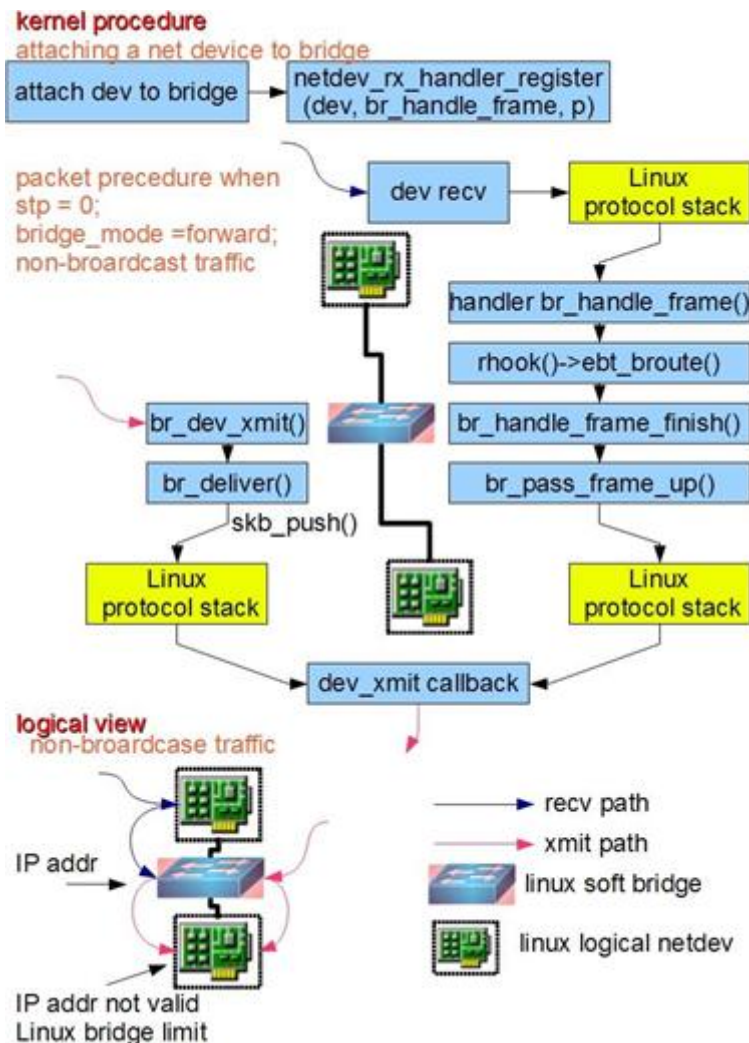 kernel procedure
attaching a net device to bridge
attach dev to bridge
netdev_rx_handler_register
(dev, br_handle_frame, p)
packet precedure when
stp = 0;
bridge_mode =forward;
non-broardcast traffic
dev recv
Linux
protocol stack
handler br_handle_frame()
rhook()->ebt_broute()
br_handle_frame_finish()
br_pass_frame_up()
br_dev_xmit()
br_deliver()
skb_push()
Linux
protocol stack
Linux
protocol stack
dev_xmit callback
logical view
non-broardcase traffic
IP addr
IP addr not valid
Linux bridge limit
recv path
xmit path
linux soft bridge
linux logical netdev